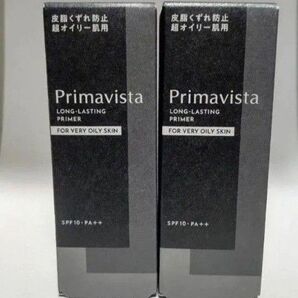 皮脂くずれ防止
超オイリー肌用
Primavista
LONG-LASTING
PRIMER
FOR VERY OILY SKIN
SPF10・PA++
皮脂くずれ防止
超オイリー肌用
Primavista
LONG-LASTING
PRIMER
FOR VERY OILY SKIN
SPF10・PA++